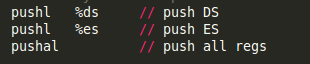 pushl %ds // push DS
pushl %es // push ES
pushal // push all regs